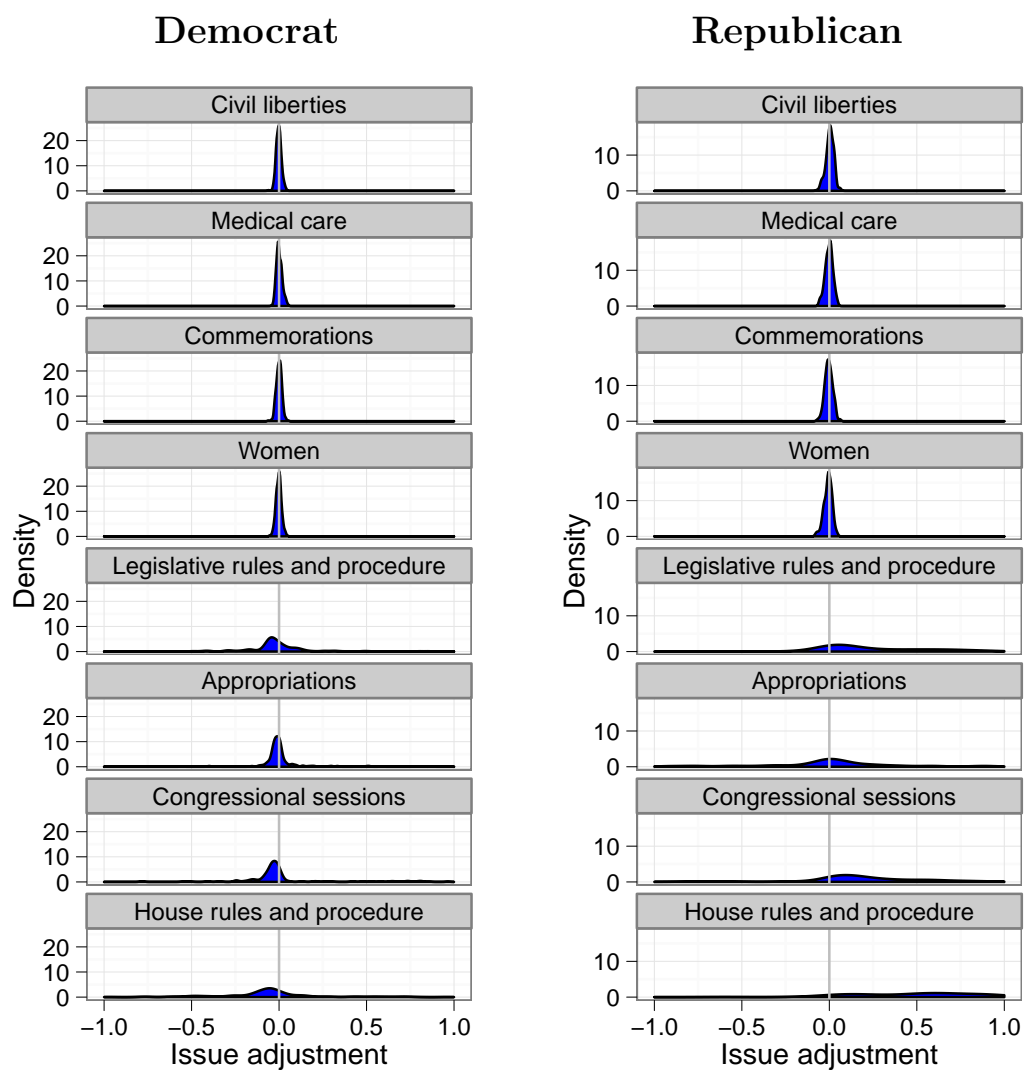 Democrat
Density
Civil liberties
20
10
0
Medical care
20
10
0
Commemorations
20
10
0
Women
20
10
0
Legislative rules and procedure
20
10
0
Appropriations
20
10
0
Congressional sessions
20
10
0
House rules and procedure
20
10
0
−1.0 −0.5 0.0 0.5 1.0
Issue adjustment
Republican
Density
Civil liberties
10
0
Medical care
10
0
Commemorations
10
0
Women
10
0
Legislative rules and procedure
10
0
Appropriations
10
0
Congressional sessions
10
0
House rules and procedure
10
0
−1.0 −0.5 0.0 0.5 1.0
Issue adjustment